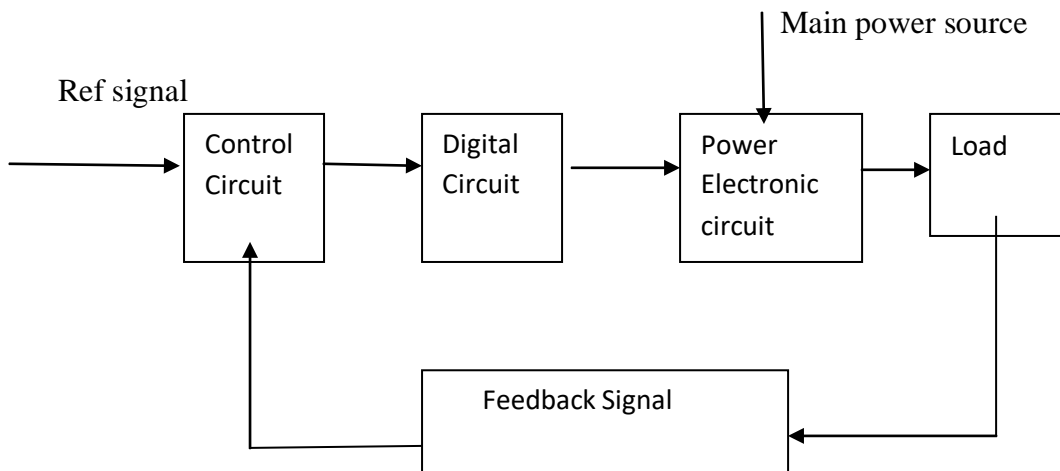 Main power source
Ref signal
Control
Circuit
Digital
Circuit
Power
Electronic
circuit
Load
Feedback Signal